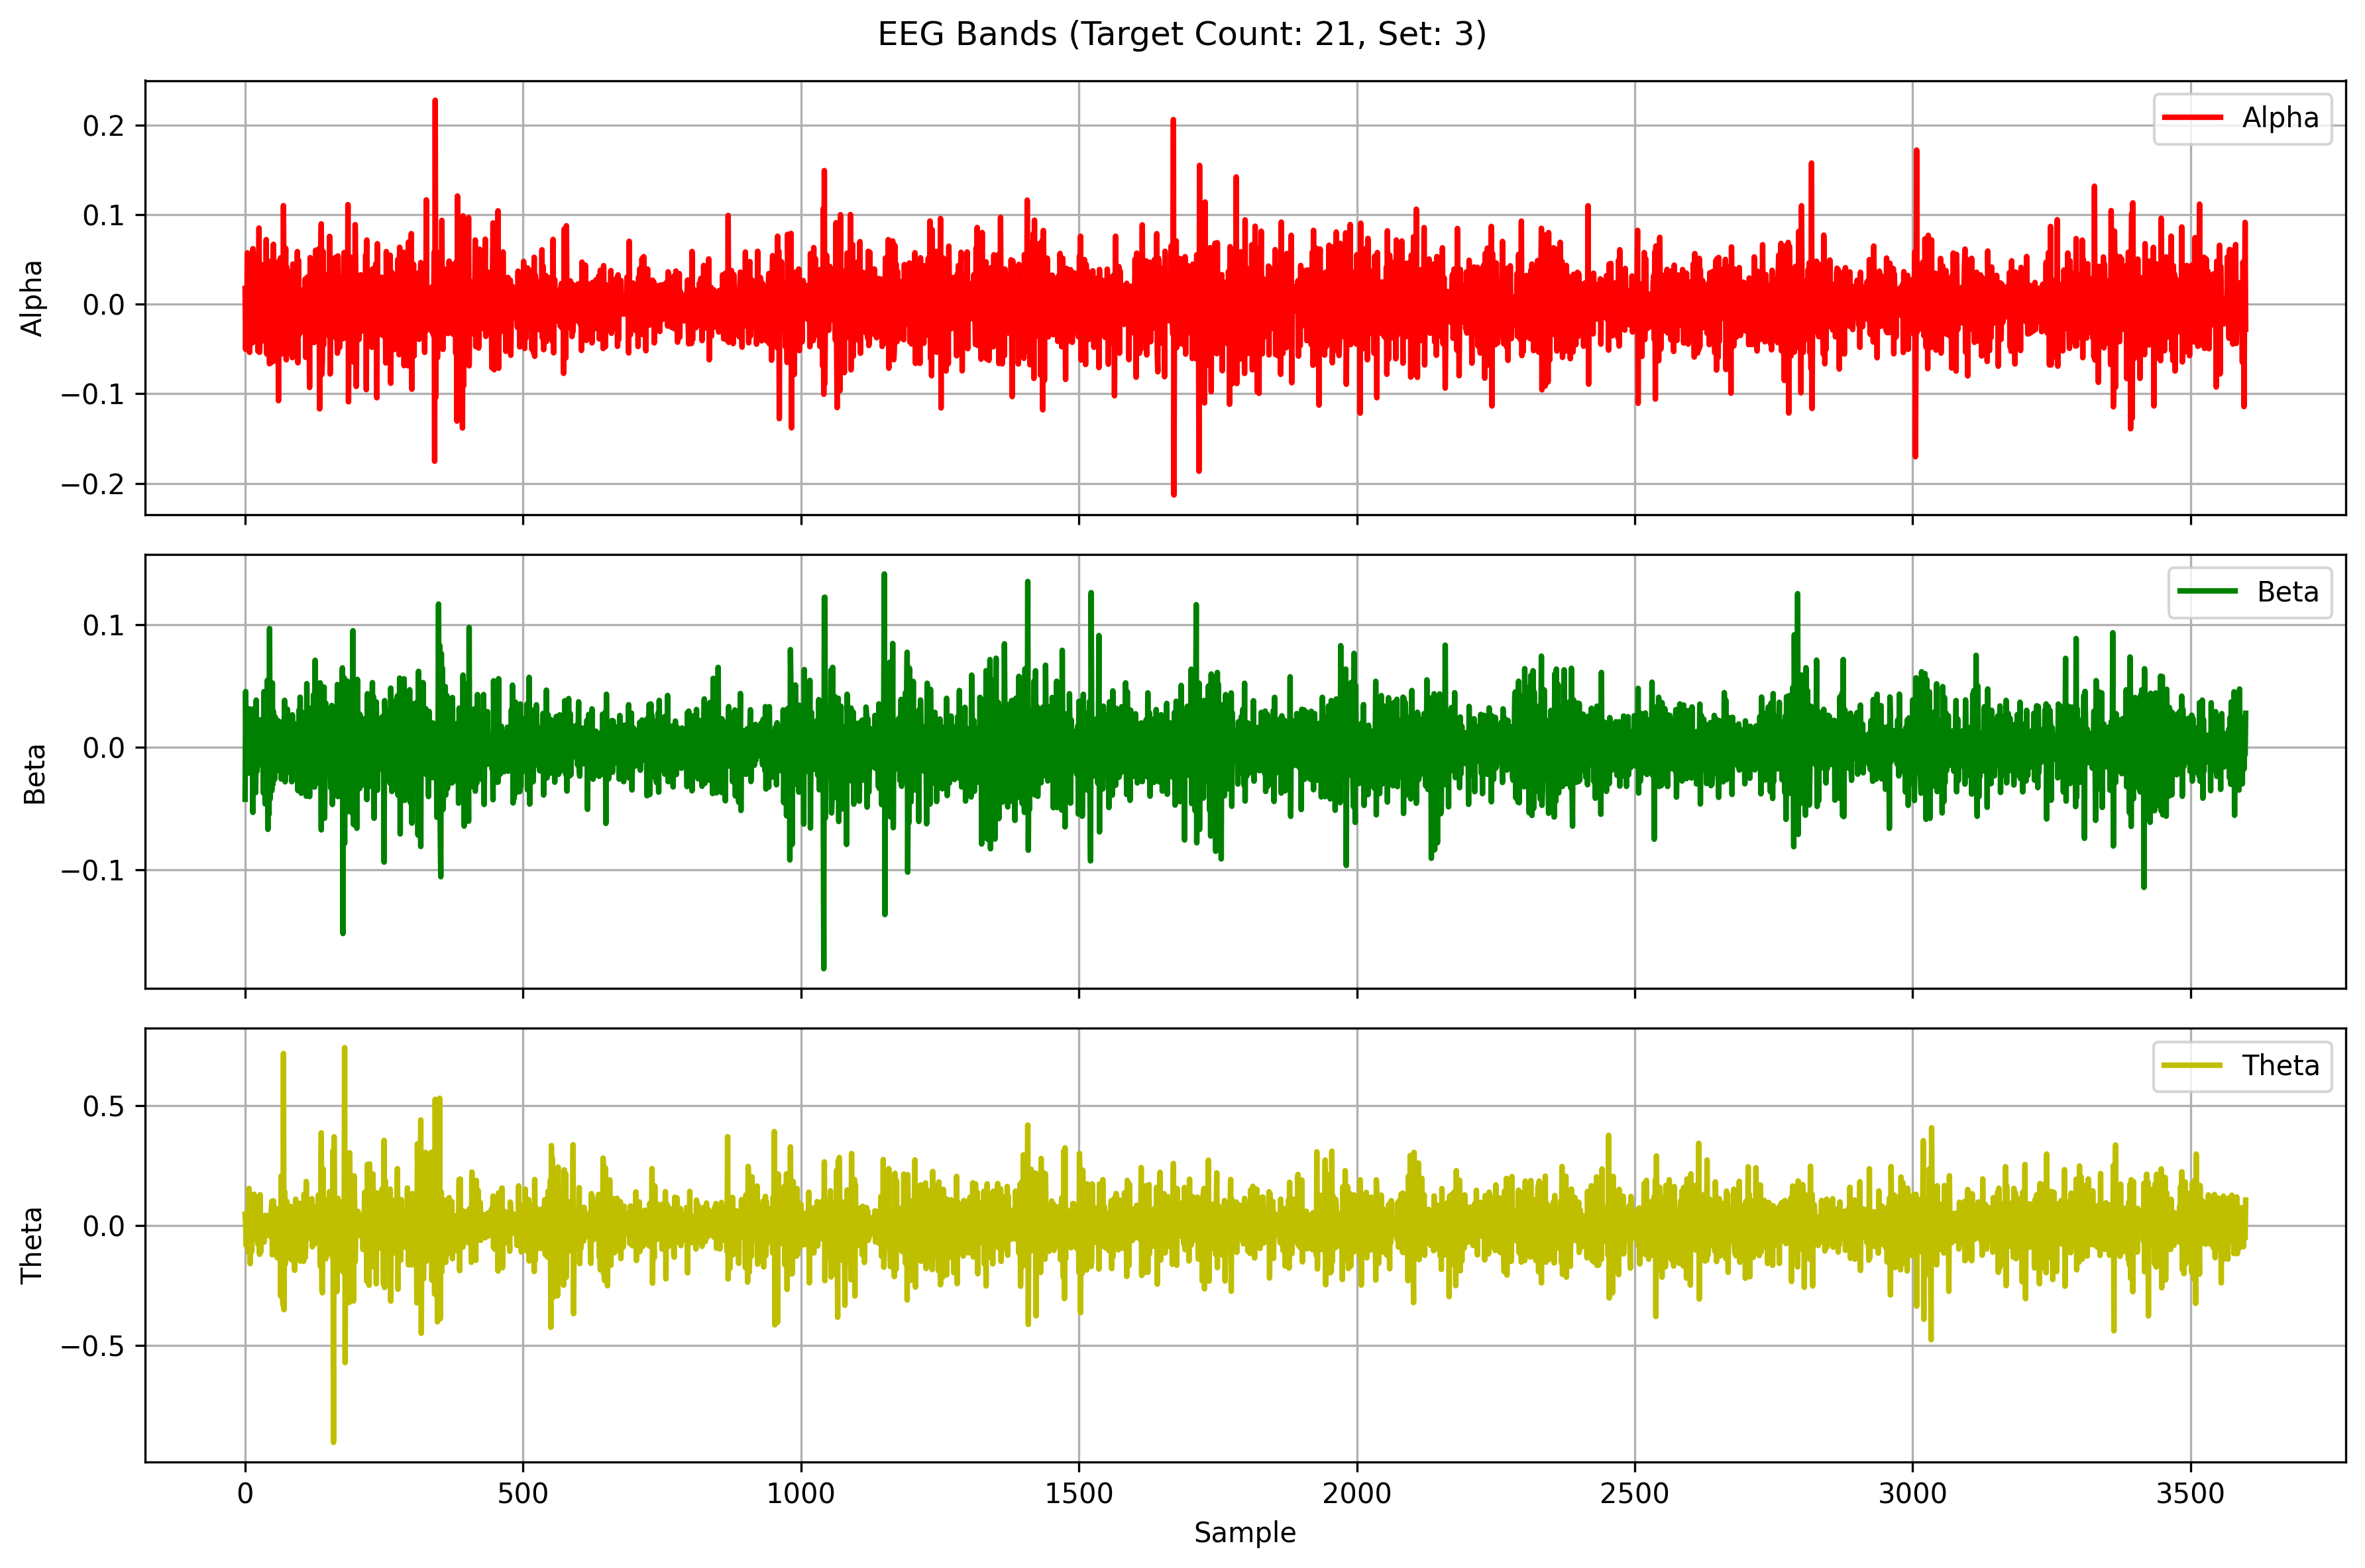 EEG Bands (Target Count: 21, Set: 3)
Alpha
0.2
0.1
0.0
−0.1
−0.2
Alpha
Beta
0.1
0.0
−0.1
Beta
Theta
0.5
0.0
−0.5
Theta
0 500 1000 1500 2000 2500 3000 3500
Sample